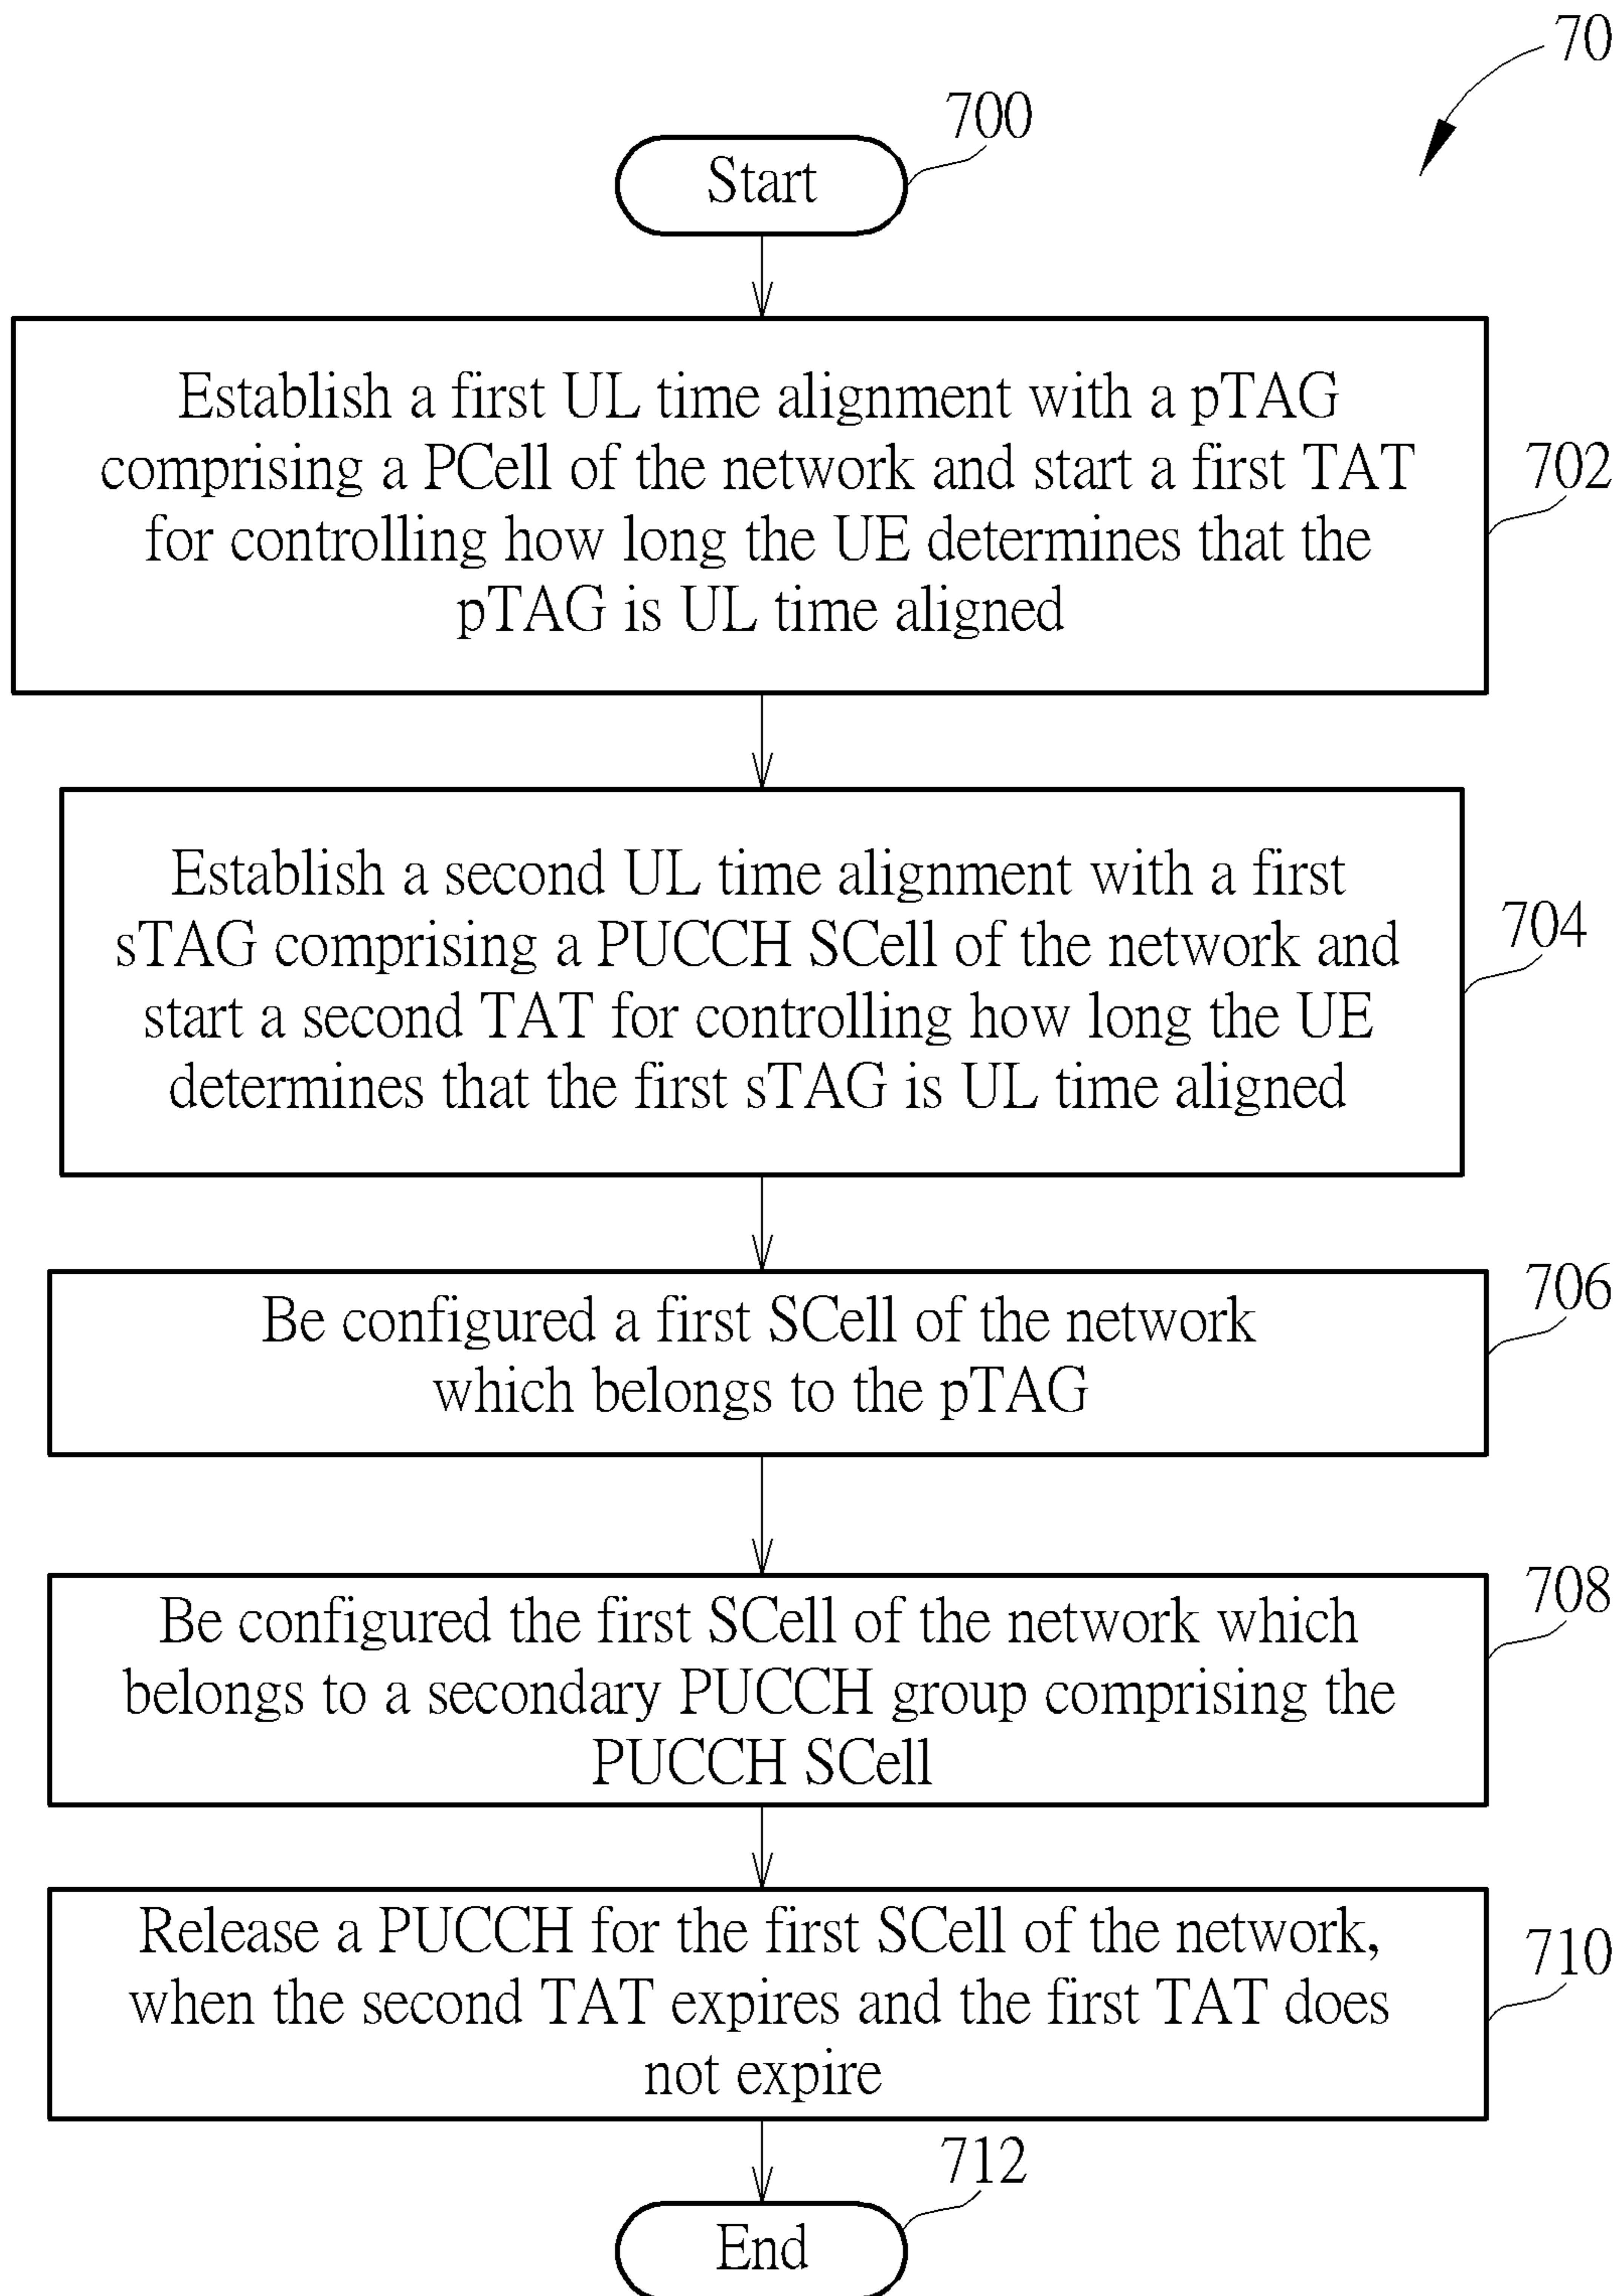 70
700
Start
Establish a first UL time alignment with a pTAG
comprising a PCell of the network and start a first TAT
for controlling how long the UE determines that the
pTAG is UL time aligned
702
Establish a second UL time alignment with a first
sTAG comprising a PUCCH SCell of the network and
start a second TAT for controlling how long the UE
determines that the first sTAG is UL time aligned
704
Be configured a first SCell of the network
which belongs to the pTAG
706
Be configured the first SCell of the network which
belongs to a secondary PUCCH group comprising the
PUCCH SCell
708
Release a PUCCH for the first SCell of the network,
when the second TAT expires and the first TAT does
not expire
710
712
End